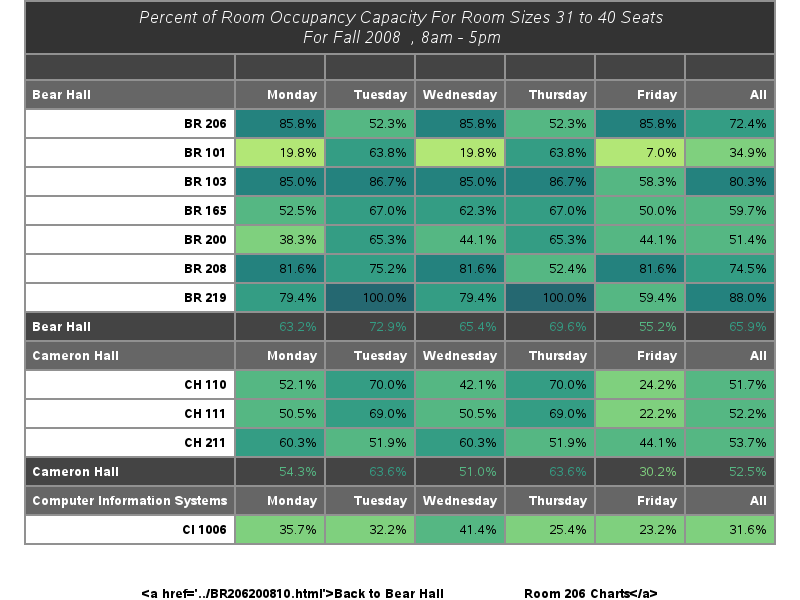 Percent of Room Occupancy Capacity For Room Sizes 31 to 40 Seats
For Fall 2008 , 8am - 5pm
Bear Hall Monday Tuesday Wednesday Thursday Friday All
BR 206 85.8% 52.3% 85.8% 52.3% 85.8% 72.4%
BR 101 19.8% 63.8% 19.8% 63.8% 7.0% 34.9%
BR 103 85.0% 86.7% 85.0% 86.7% 58.3% 80.3%
BR 165 52.5% 67.0% 62.3% 67.0% 50.0% 59.7%
BR 200 38.3% 65.3% 44.1% 65.3% 44.1% 51.4%
BR 208 81.6% 75.2% 81.6% 52.4% 81.6% 74.5%
BR 219 79.4% 100.0% 79.4% 100.0% 59.4% 88.0%
Bear Hall 63.2% 72.9% 65.4% 69.6% 55.2% 65.9%
Cameron Hall Monday Tuesday Wednesday Thursday Friday All
CH 110 52.1% 70.0% 42.1% 70.0% 24.2% 51.7%
CH 111 50.5% 69.0% 50.5% 69.0% 22.2% 52.2%
CH 211 60.3% 51.9% 60.3% 51.9% 44.1% 53.7%
Cameron Hall 54.3% 63.6% 51.0% 63.6% 30.2% 52.5%
Computer Information Systems Monday Tuesday Wednesday Thursday Friday All
CI 1006 35.7% 32.2% 41.4% 25.4% 23.2% 31.6%
<a href='../BR206200810.html'>Back to Bear Hall Room 206 Charts</a>